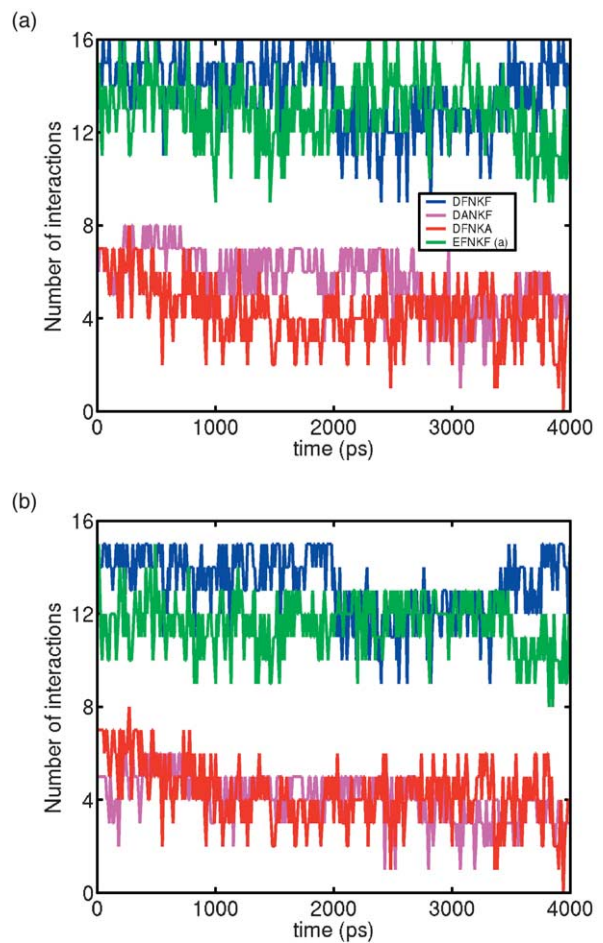 (a)
16
12
8
4
0
Number of interactions
DFNKF
DANKF
DFNKA
EFNKF (a)
0 1000 2000 3000 4000
time (ps)
(b)
16
12
8
4
0
Number of interactions
0 1000 2000 3000 4000
time (ps)